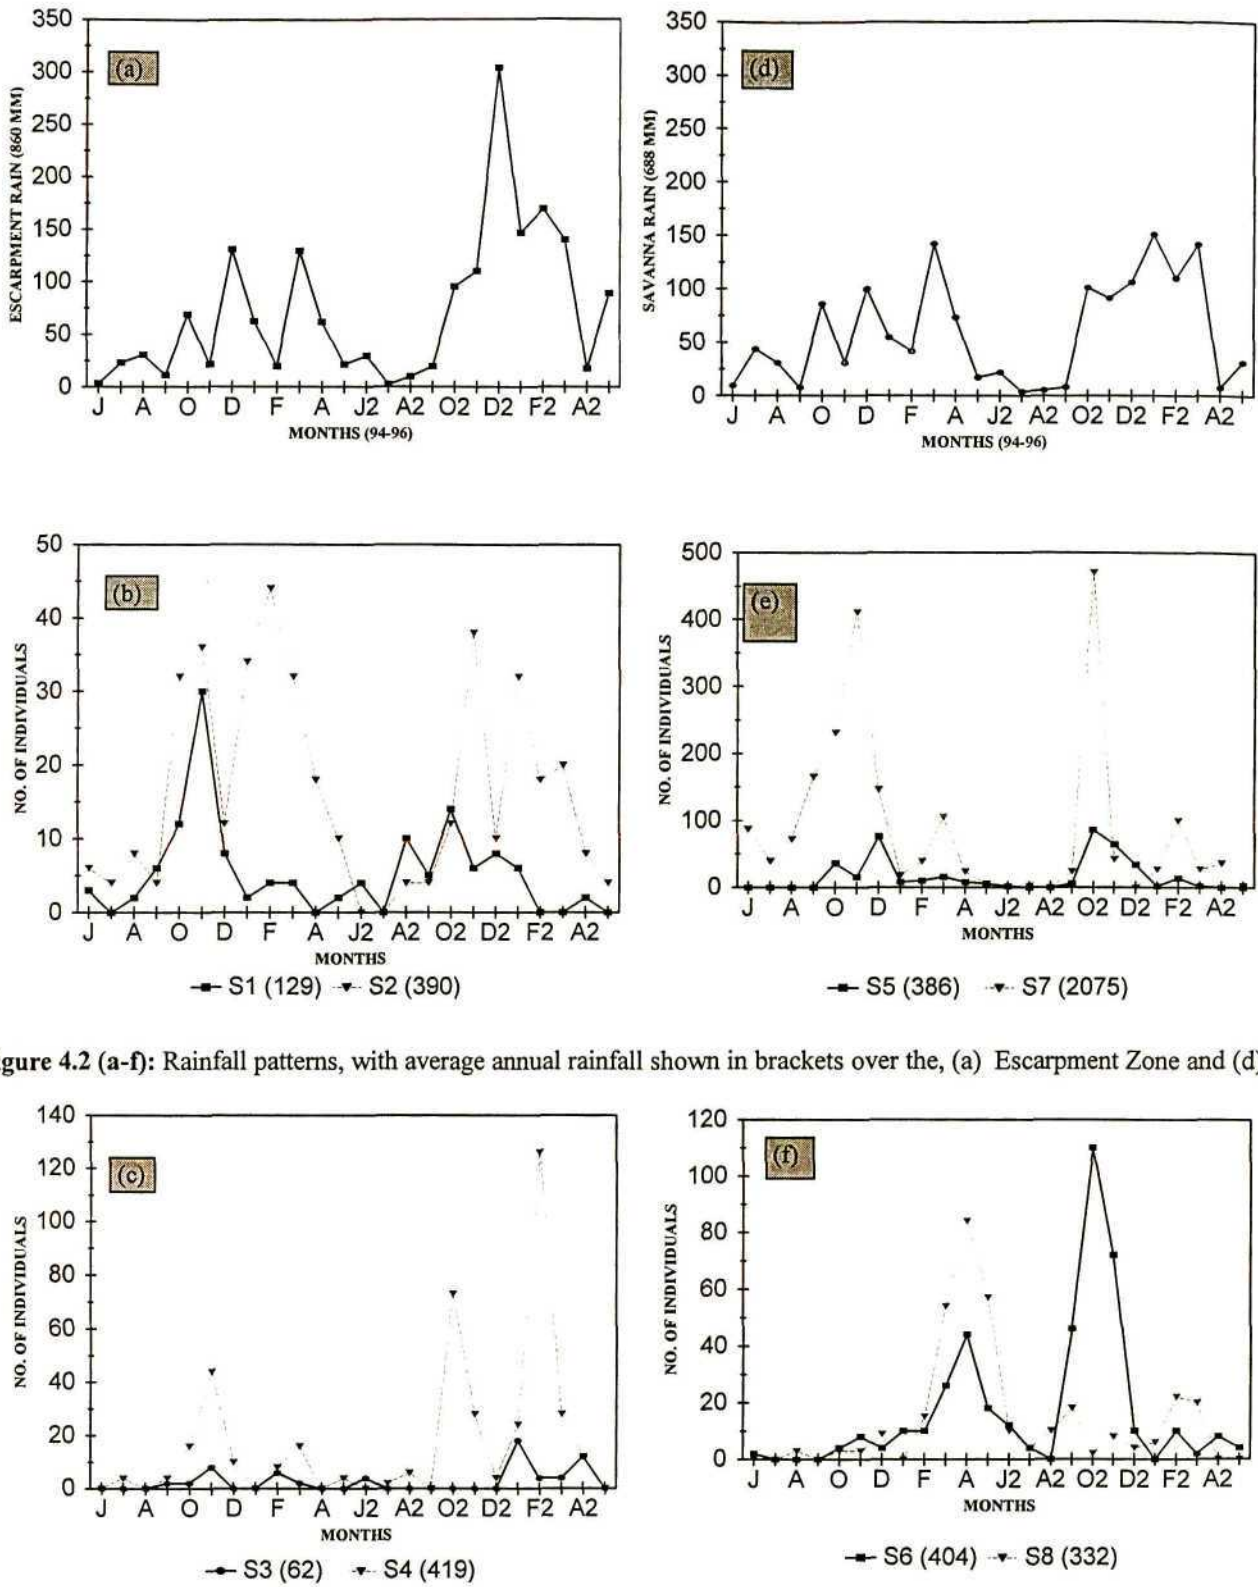 (a)
350
300
250
200
150
100
50
0
ESCARPMENT RAIN (860 MM)
J A O D F A J2 A2 O2 D2 F2 A2
MONTHS (94-96)
(d)
350
300
250
200
150
100
50
0
SAVANNA RAIN (688 MM)
J A O D F A J2 A2 O2 D2 F2 A2
MONTHS (94-96)
(b)
50
40
30
20
10
0
NO. OF INDIVIDUALS
J A O D F A J2 A2 O2 D2 F2 A2
MONTHS
S1 (129) S2 (390)
(e)
500
400
300
200
100
0
NO. OF INDIVIDUALS
J A O D F A J2 A2 O2 D2 F2 A2
MONTHS
S5 (386) S7 (2075)
gure 4.2 (a-f): Rainfall patterns, with average annual rainfall shown in brackets over the, (a) Escarpment Zone and (d)
(c)
140
120
100
80
60
40
20
0
NO. OF INDIVIDUALS
J A O D F A J2 A2 O2 D2 F2 A2
MONTHS
S3 (62) S4 (419)
(f)
120
100
80
60
40
20
0
NO. OF INDIVIDUALS
J A O D F A J2 A2 O2 D2 F2 A2
MONTHS
S6 (404) S8 (332)